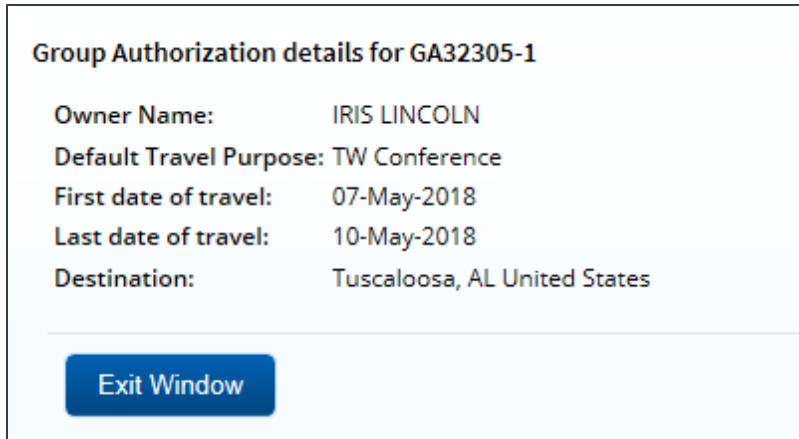 Group Authorization details for GA32305-1
Owner Name: IRIS LINCOLN
Default Travel Purpose: TW Conference
First date of travel: 07-May-2018
Last date of travel: 10-May-2018
Destination: Tuscaloosa, AL United States
Exit Window